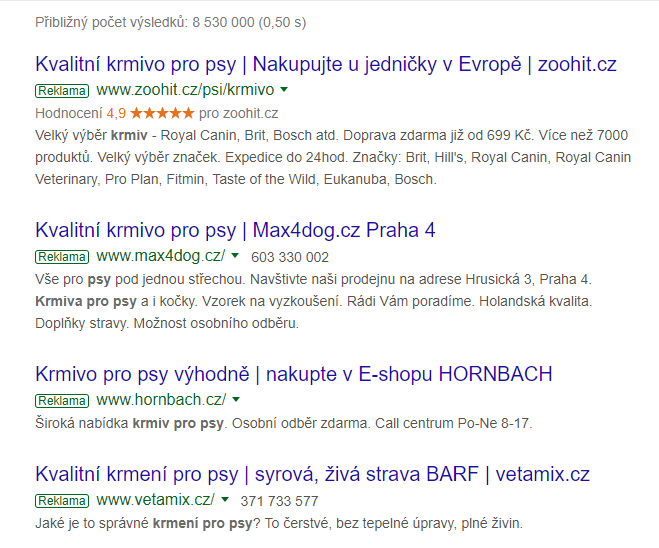 Přibližný počet výsledků: 8 530 000 (0,50 s)
Kvalitní krmivo pro psy | Nakupujte u jedničky v Evropě | zoohit.cz
Reklama www.zoohit.cz/psi/krmivo
Hodnocení 4,9 ★★★★★ pro zoohit.cz
Velký výběr krmiv - Royal Canin, Brit, Bosch atd. Doprava zdarma již od 699 Kč. Více než 7000
produktů. Velký výběr značek. Expedice do 24hod. Značky: Brit, Hill's, Royal Canin, Royal Canin
Veterinary, Pro Plan, Fitmin, Taste of the Wild, Eukanuba, Bosch.
Kvalitní krmivo pro psy | Max4dog.cz Praha 4
Reklama www.max4dog.cz/ 603 330 002
Vše pro psy pod jednou střechou. Navštivte naši prodejnu na adrese Hrusická 3, Praha 4.
Krmiva pro psy a i kočky. Vzorek na vyzkoušení. Rádi Vám poradíme. Holandská kvalita.
Doplňky stravy. Možnost osobního odběru.
Krmivo pro psy výhodně | nakupte v E-shopu HORNBACH
Reklama www.hornbach.cz/
Široká nabídka krmiv pro psy. Osobní odběr zdarma. Call centrum Po-Ne 8-17.
Kvalitní krmení pro psy | syrová, živá strava BARF | vetamix.cz
Reklama www.vetamix.cz/ 371 733 577
Jaké je to správné krmení pro psy? To čerstvé, bez tepelné úpravy, plné živin.